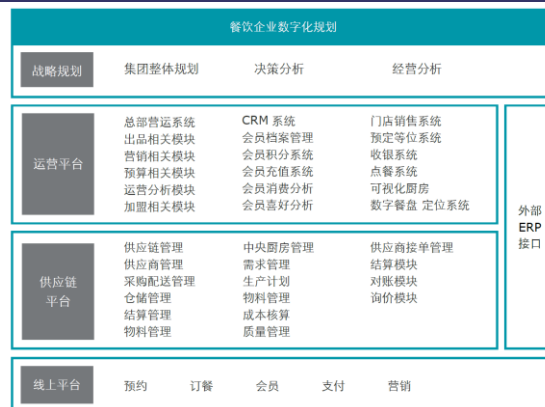 餐饮企业数字化规划
战略规划
集团整体规划
决策分析
经营分析
运营平台
总部营运系统
出品相关模块
营销相关模块
预算相关模块
运营分析模块
加盟相关模块
CRM 系统
会员档案管理
会员积分系统
会员充值系统
会员消费分析
会员喜好分析
门店销售系统
预定等位系统
收银系统
点餐系统
可视化厨房
数字餐盘 定位系统
供应链
平台
供应链管理
供应商管理
采购配送管理
仓储管理
结算管理
物料管理
中央厨房管理
需求管理
生产计划
物料管理
成本核算
质量管理
供应商接单管理
结算模块
对账模块
询价模块
外部
ERP
接口
线上平台
预约
订餐
会员
支付
营销